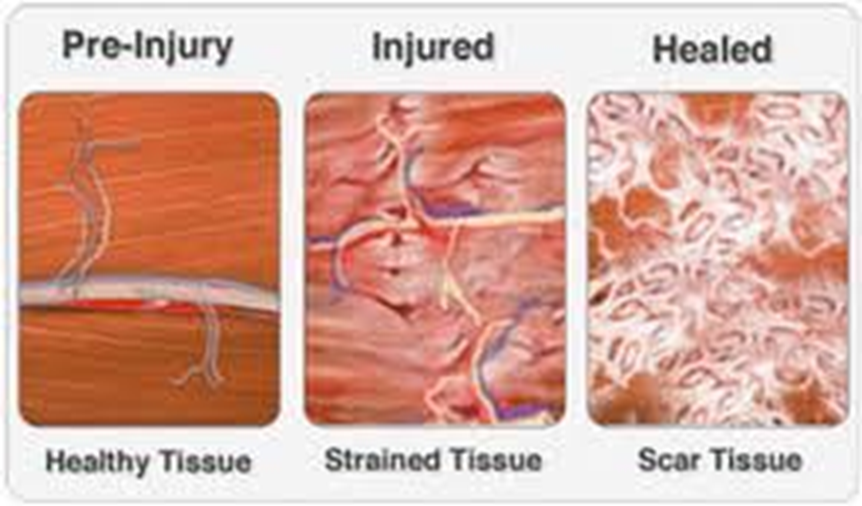 Pre-Injury
Injured
Healed
Healthy Tissue
Strained Tissue
Scar Tissue